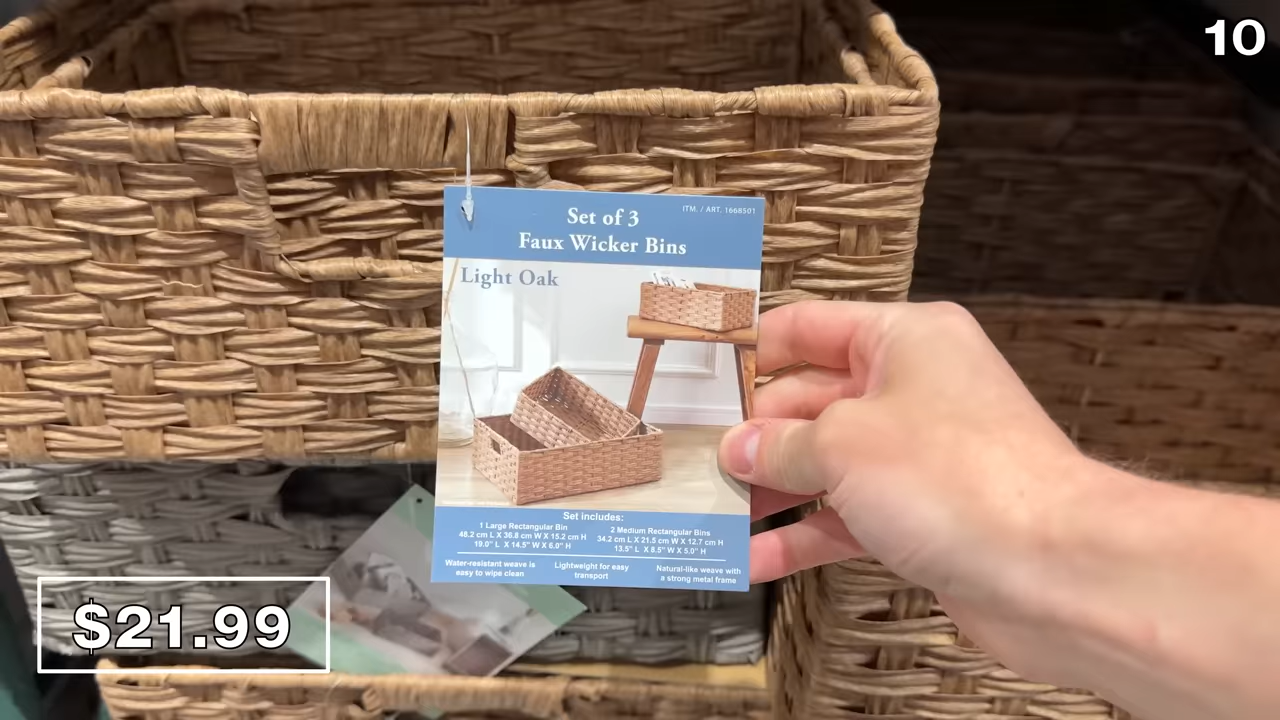 10
ITM. / ART. 1668501
Set of 3
Faux Wicker Bins
Light Oak
Set includes:
1 Large Rectangular Bin
48.2 cm L X 36.8 cm W X 15.2 cm H
19.0" L X 14.5" W X 6.0" H
2 Medium Rectangular Bins
34.2 cm L X 21.5 cm W X 12.7 cm H
13.5" L X 8.5" W X 5.0" H
Water-resistant weave is
easy to wipe clean
Lightweight for easy
transport
Natural-like weave with
a strong metal frame
$21.99